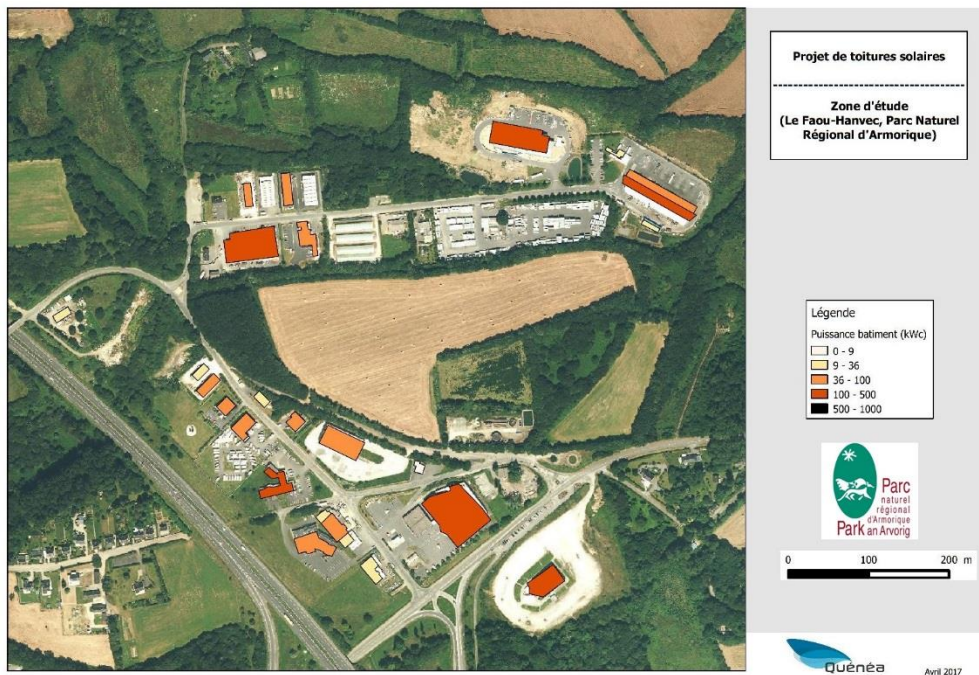 Projet de toitures solaires
Zone d'étude
(Le Faou-Hanvec, Parc Naturel
Régional d'Armorique)
Légende
Puissance batiment (kWc)
0 - 9
9 - 36
36 - 100
100 - 500
500 - 1000
Parc
naturel
régional
d'Armorique
Park an Arvorig
0 100 200 m
Quénéa
Avril 2017